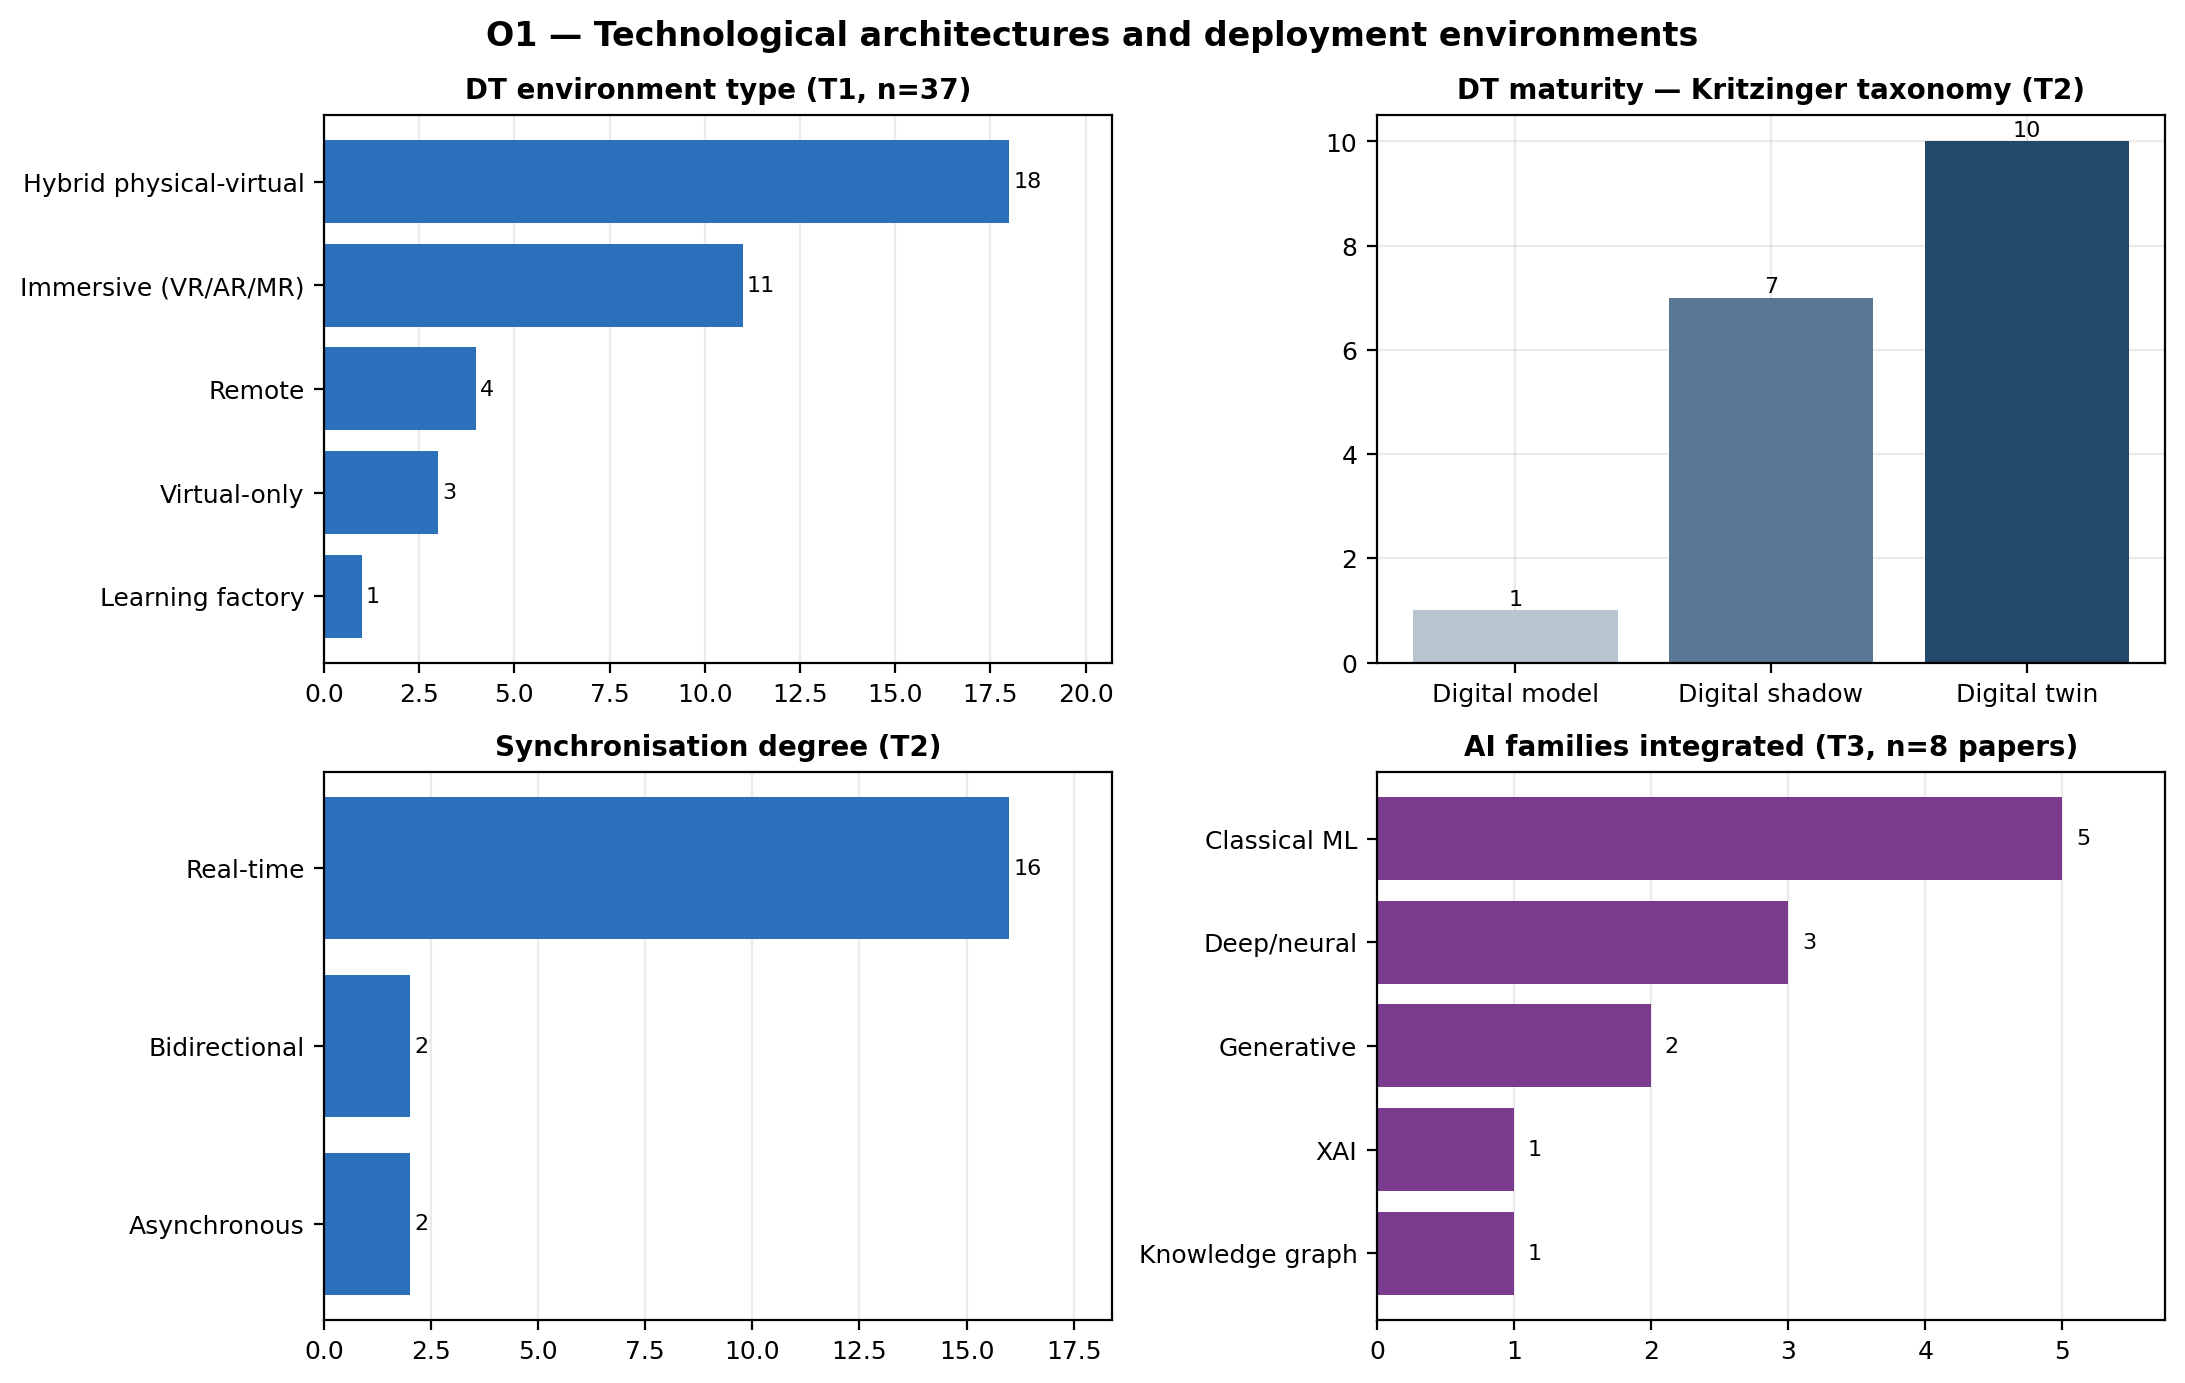 O1 — Technological architectures and deployment environments
DT environment type (T1, n=37)
Hybrid physical-virtual
18
Immersive (VR/AR/MR)
11
Remote
4
Virtual-only
3
Learning factory
1
0.0 2.5 5.0 7.5 10.0 12.5 15.0 17.5 20.0
DT maturity — Kritzinger taxonomy (T2)
10
8
6
4
2
0
1
7
10
Digital model Digital shadow Digital twin
Synchronisation degree (T2)
Real-time
16
Bidirectional
2
Asynchronous
2
0.0 2.5 5.0 7.5 10.0 12.5 15.0 17.5
AI families integrated (T3, n=8 papers)
Classical ML
5
Deep/neural
3
Generative
2
XAI
1
Knowledge graph
1
0 1 2 3 4 5